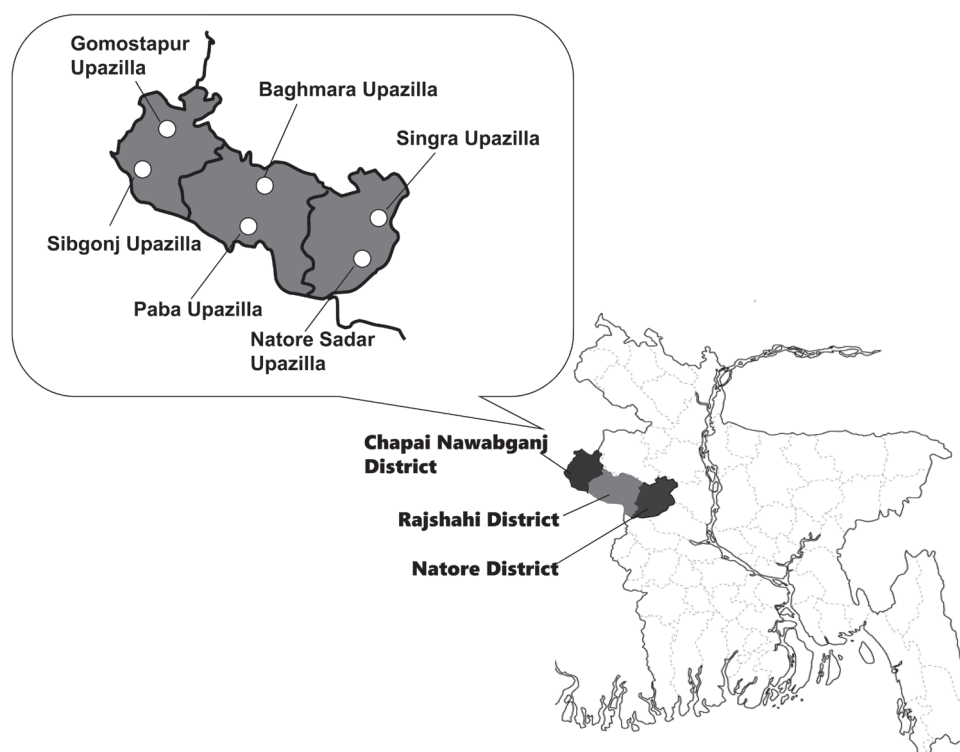 Gomostapur
Upazilla
Baghmara Upazilla
Singra Upazilla
Sibgonj Upazilla
Paba Upazilla
Natore Sadar
Upazilla
Chapai Nawabganj
District
Rajshahi District
Natore District